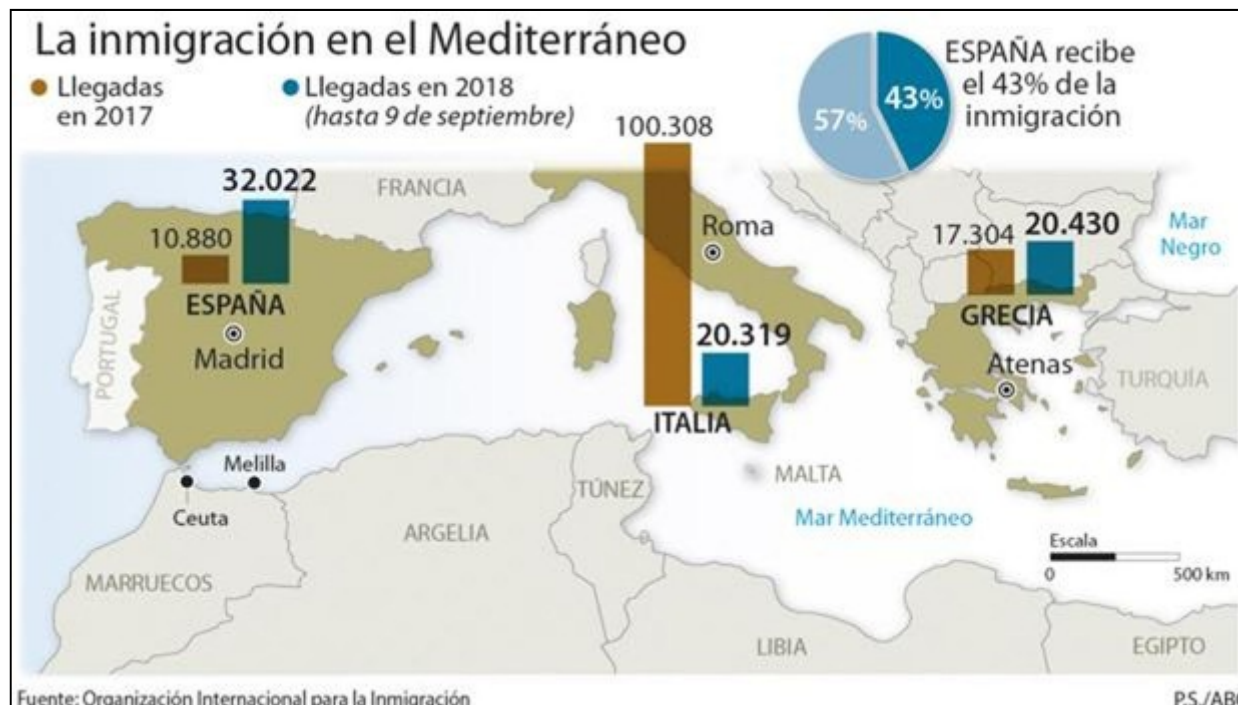 La inmigración en el Mediterráneo
Llegadas
en 2017
Llegadas en 2018
(hasta 9 de septiembre)
57%
43%
ESPAÑA recibe
el 43% de la
inmigración
100.308
32.022
FRANCIA
10.880
ESPAÑA
Madrid
PORTUGAL
Roma
20.319
ITALIA
17.304
20.430
GRECIA
Atenas
Mar
Negro
TURQUÍA
Melilla
Ceuta
MARRUECOS
ARGELIA
TÚNEZ
MALTA
Mar Mediterráneo
Escala
0 500 km
LIBIA
EGIPTO
Fuente: Organización Internacional para la Inmigración
P.S./ABC